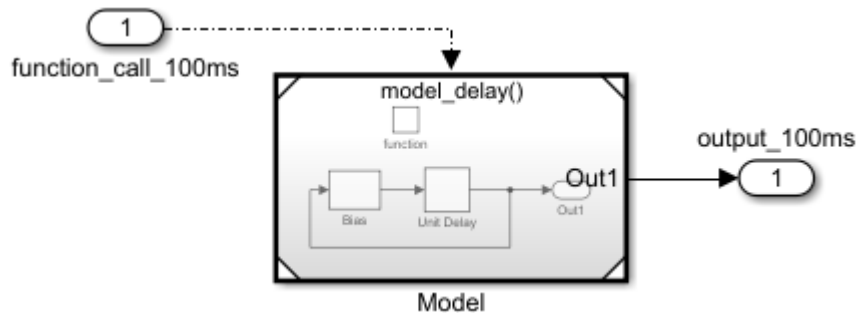 1
function_call_100ms
model_delay()
function
Bias
Unit Delay
Out1
Out1
output_100ms
1
Model